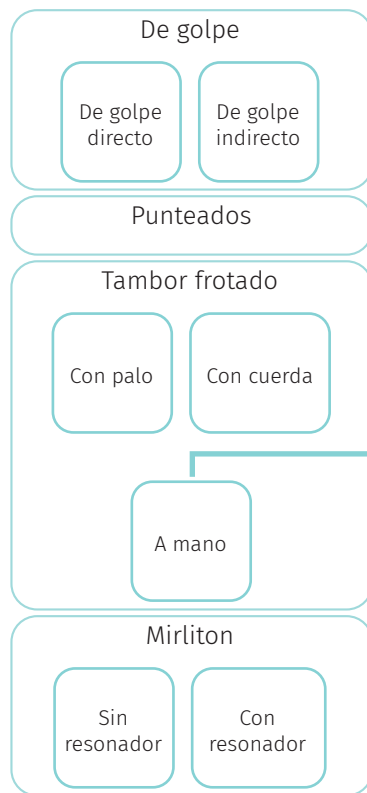 De golpe
De golpe
directo
De golpe
indirecto
Punteados
Tambor frotado
Con palo
Con cuerda
A mano
Mirliton
Sin
resonador
Con
resonador